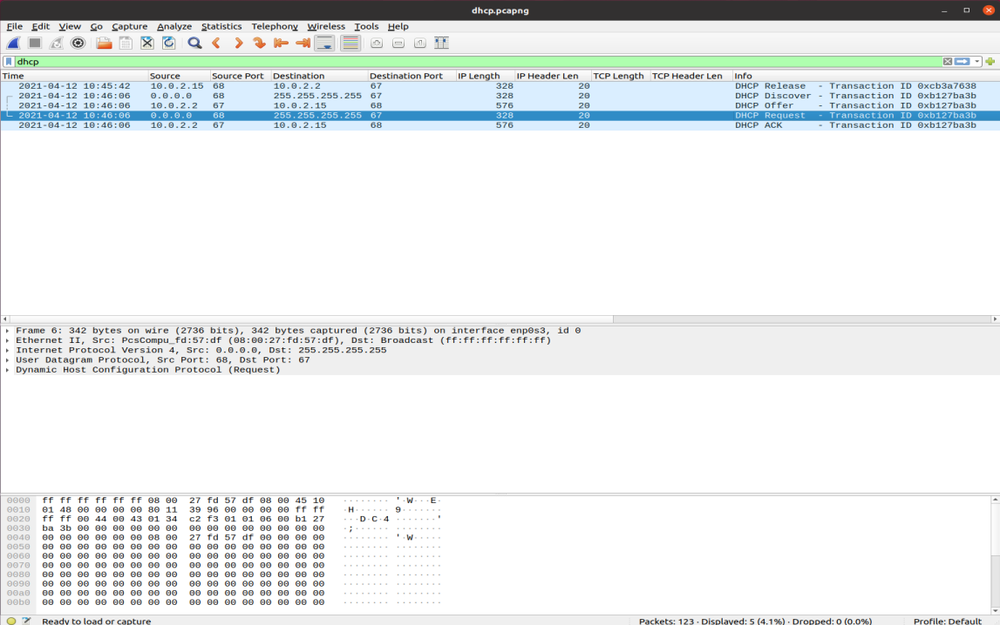 dhcp.pcapng
File Edit View Go Capture Analyze Statistics Telephony Wireless Tools Help
dhcp
Time Source Source Port Destination Destination Port IP Length IP Header Len TCP Length TCP Header Len Info
2021-04-12 10:45:42 10.0.2.15 68 10.0.2.2 67 328 20 DHCP Release - Transaction ID 0xcb3a7638
2021-04-12 10:46:06 0.0.0.0 68 255.255.255.255 67 328 20 DHCP Discover - Transaction ID 0xb127ba3b
2021-04-12 10:46:06 10.0.2.2 67 10.0.2.15 68 576 20 DHCP Offer - Transaction ID 0xb127ba3b
2021-04-12 10:46:06 0.0.0.0 68 255.255.255.255 67 328 20 DHCP Request - Transaction ID 0xb127ba3b
2021-04-12 10:46:06 10.0.2.2 67 10.0.2.15 68 576 20 DHCP ACK - Transaction ID 0xb127ba3b
Frame 6: 342 bytes on wire (2736 bits), 342 bytes captured (2736 bits) on interface enp0s3, id 0
Ethernet II, Src: PcsCompu_fd:57:df (08:00:27:fd:57:df), Dst: Broadcast (ff:ff:ff:ff:ff:ff)
Internet Protocol Version 4, Src: 0.0.0.0, Dst: 255.255.255.255
User Datagram Protocol, Src Port: 68, Dst Port: 67
Dynamic Host Configuration Protocol (Request)
0000 ff ff ff ff ff ff 08 00 27 fd 57 df 08 00 45 10 ········ '·W···E·
0010 01 48 00 00 00 00 80 11 39 96 00 00 00 00 ff ff ·H······ 9·······
0020 ff ff 00 44 00 43 01 34 c2 f3 01 01 06 00 b1 27 ···D·C·4 ·······'
0030 ba 3b 00 00 00 00 00 00 00 00 00 00 00 00 00 00 ·;······ ········
0040 00 00 00 00 00 00 08 00 27 fd 57 df 00 00 00 00 ········ '·W·····
0050 00 00 00 00 00 00 00 00 00 00 00 00 00 00 00 00 ········ ········
0060 00 00 00 00 00 00 00 00 00 00 00 00 00 00 00 00 ········ ········
0070 00 00 00 00 00 00 00 00 00 00 00 00 00 00 00 00 ········ ········
0080 00 00 00 00 00 00 00 00 00 00 00 00 00 00 00 00 ········ ········
0090 00 00 00 00 00 00 00 00 00 00 00 00 00 00 00 00 ········ ········
00a0 00 00 00 00 00 00 00 00 00 00 00 00 00 00 00 00 ········ ········
00b0 00 00 00 00 00 00 00 00 00 00 00 00 00 00 00 00 ········ ········
Ready to load or capture Packets: 123 · Displayed: 5 (4.1%) · Dropped: 0 (0.0%) Profile: Default